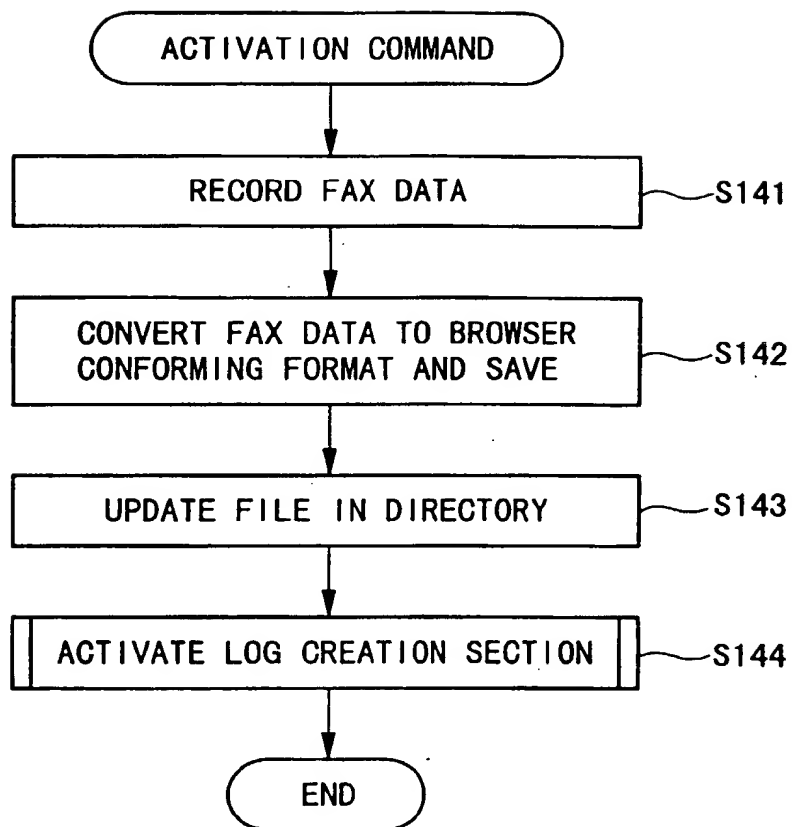 ACTIVATION COMMAND
RECORD FAX DATA
S141
CONVERT FAX DATA TO BROWSER
CONFORMING FORMAT AND SAVE
S142
UPDATE FILE IN DIRECTORY
S143
ACTIVATE LOG CREATION SECTION
S144
END